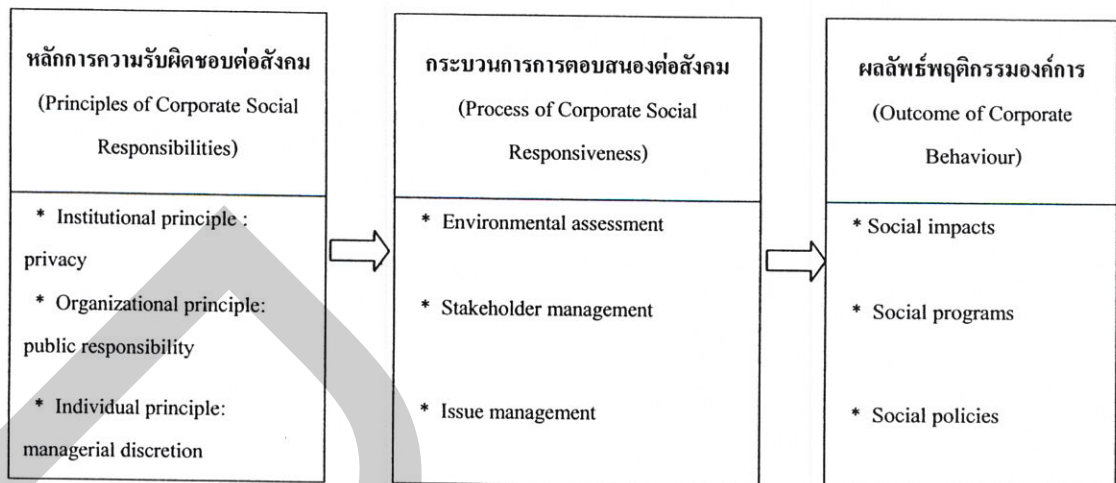 หลักการความรับผิดชอบต่อสังคม
(Principles of Corporate Social
Responsibilities)
* Institutional principle :
privacy
* Organizational principle:
public responsibility
* Individual principle:
managerial discretion
กระบวนการการตอบสนองต่อสังคม
(Process of Corporate Social
Responsiveness)
* Environmental assessment
* Stakeholder management
* Issue management
ผลลัพธ์พฤติกรรมองค์การ
(Outcome of Corporate
Behaviour)
* Social impacts
* Social programs
* Social policies